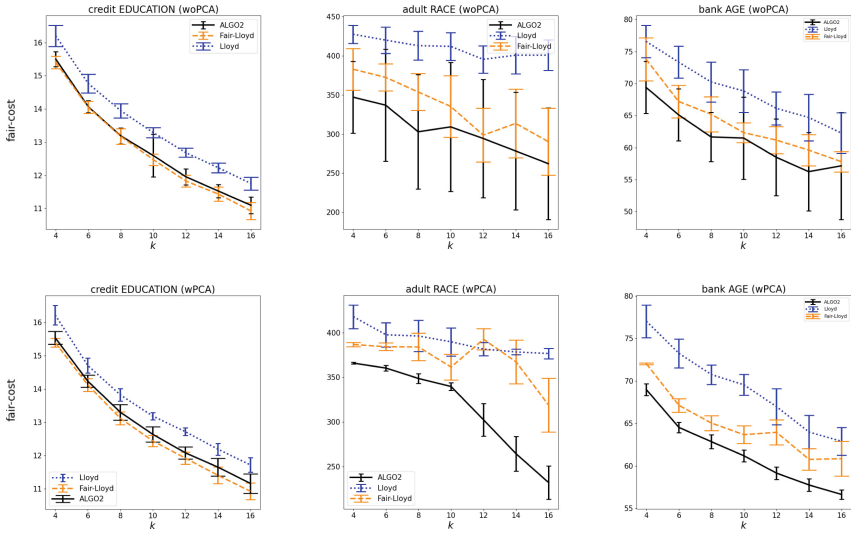 credit EDUCATION (woPCA)
fair-cost
16
15
14
13
12
11
4 6 8 10 12 14 16
k
ALGO2
Fair-Lloyd
Lloyd
adult RACE (woPCA)
450
400
350
300
250
200
4 6 8 10 12 14 16
k
Lloyd
ALGO2
Fair-Lloyd
bank AGE (woPCA)
80
75
70
65
60
55
50
4 6 8 10 12 14 16
k
ALGO2
Lloyd
Fair-Lloyd
credit EDUCATION (wPCA)
fair-cost
16
15
14
13
12
11
4 6 8 10 12 14 16
k
Lloyd
Fair-Lloyd
ALGO2
adult RACE (wPCA)
400
350
300
250
4 6 8 10 12 14 16
k
Lloyd
Fair-Lloyd
ALGO2
bank AGE (wPCA)
80
75
70
65
60
55
4 6 8 10 12 14 16
k
ALGO2
Lloyd
Fair-Lloyd